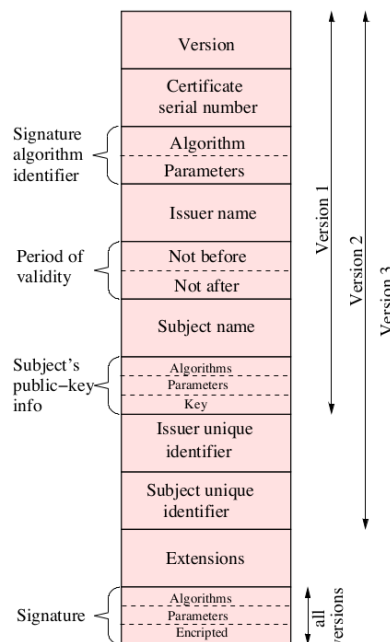 Version
Certificate
serial number
Signature
algorithm
identifier
Algorithm
Parameters
Issuer name
Period of
validity
Not before
Not after
Subject name
Subject's
public-key
info
Algorithms
Parameters
Key
Issuer unique
identifier
Subject unique
identifier
Extensions
Signature
Algorithms
Parameters
Encripted
Version 1
Version 2
Version 3
all
versions